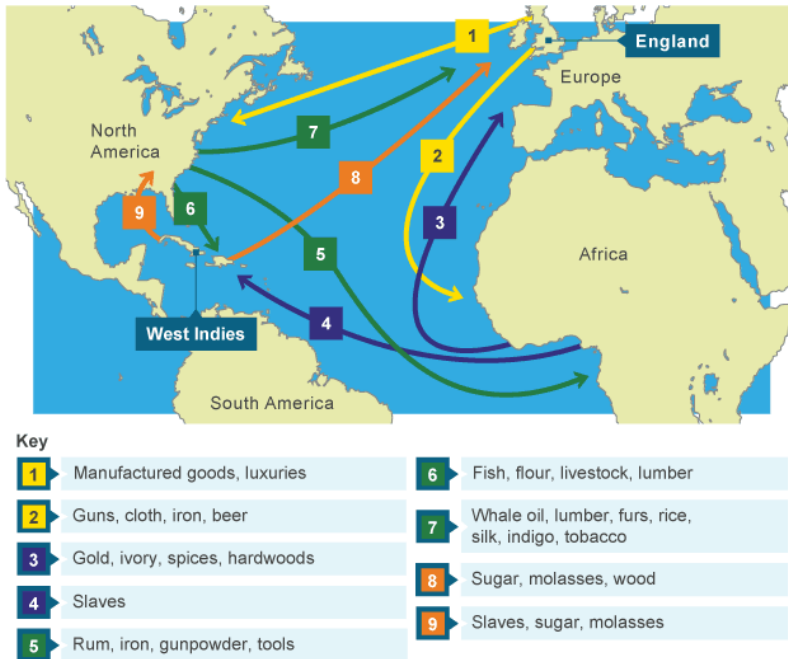 1
England
Europe
North
America
7
2
8
9
6
3
5
Africa
4
West Indies
South America
Key
1 Manufactured goods, luxuries
2 Guns, cloth, iron, beer
3 Gold, ivory, spices, hardwoods
4 Slaves
5 Rum, iron, gunpowder, tools
6 Fish, flour, livestock, lumber
7 Whale oil, lumber, furs, rice,
silk, indigo, tobacco
8 Sugar, molasses, wood
9 Slaves, sugar, molasses